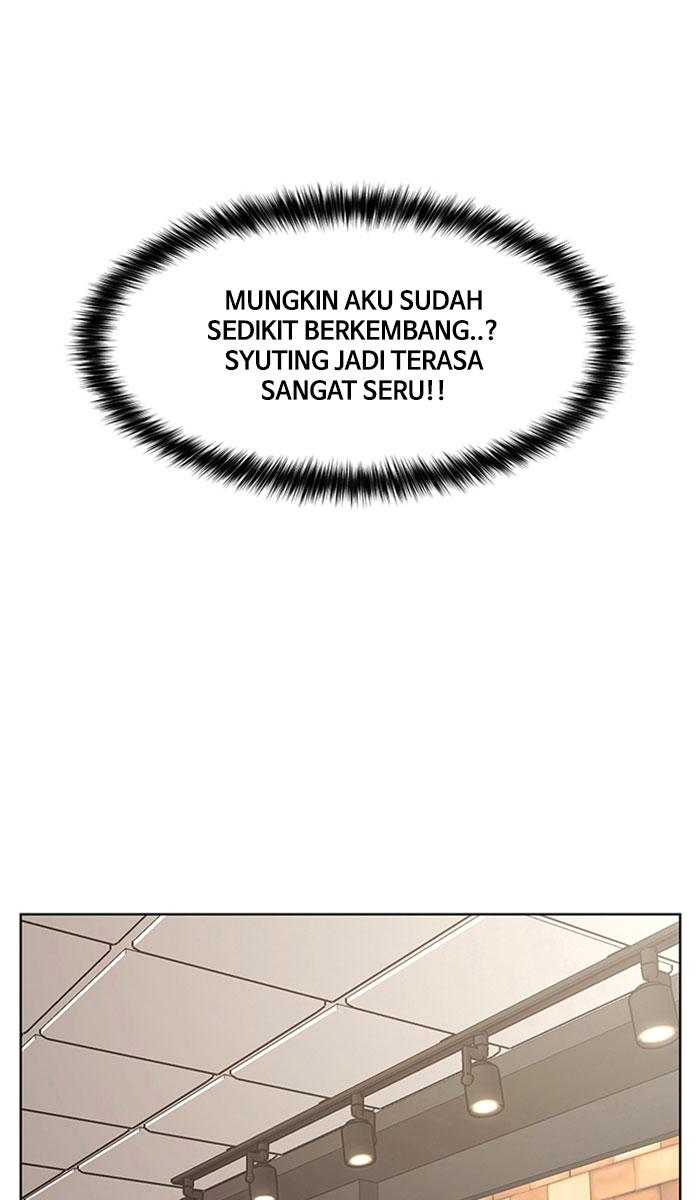 MUNGKIN AKU SUDAH
SEDIKIT BERKEMBANG..?
SYUTING JADI TERASA
SANGAT SERU!!